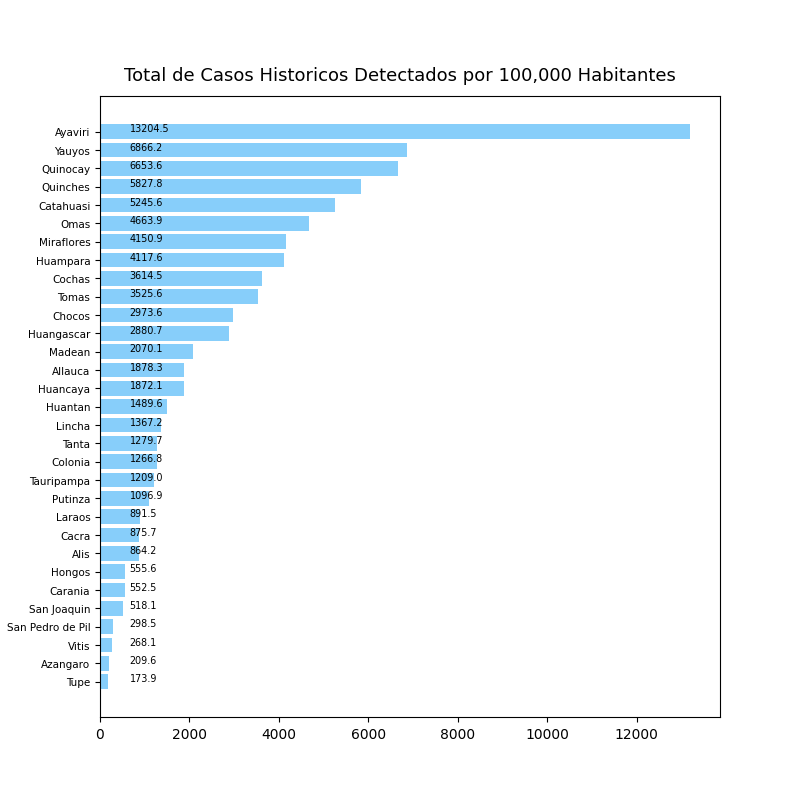 Total de Casos Historicos Detectados por 100,000 Habitantes
Ayaviri 13204.5
Yauyos 6866.2
Quinocay 6653.6
Quinches 5827.8
Catahuasi 5245.6
Omas 4663.9
Miraflores 4150.9
Huampara 4117.6
Cochas 3614.5
Tomas 3525.6
Chocos 2973.6
Huangascar 2880.7
Madean 2070.1
Allauca 1878.3
Huancaya 1872.1
Huantan 1489.6
Lincha 1367.2
Tanta 1279.7
Colonia 1266.8
Tauripampa 1209.0
Putinza 1096.9
Laraos 891.5
Cacra 875.7
Alis 864.2
Hongos 555.6
Carania 552.5
San Joaquin 518.1
San Pedro de Pil 298.5
Vitis 268.1
Azangaro 209.6
Tupe 173.9
0 2000 4000 6000 8000 10000 12000